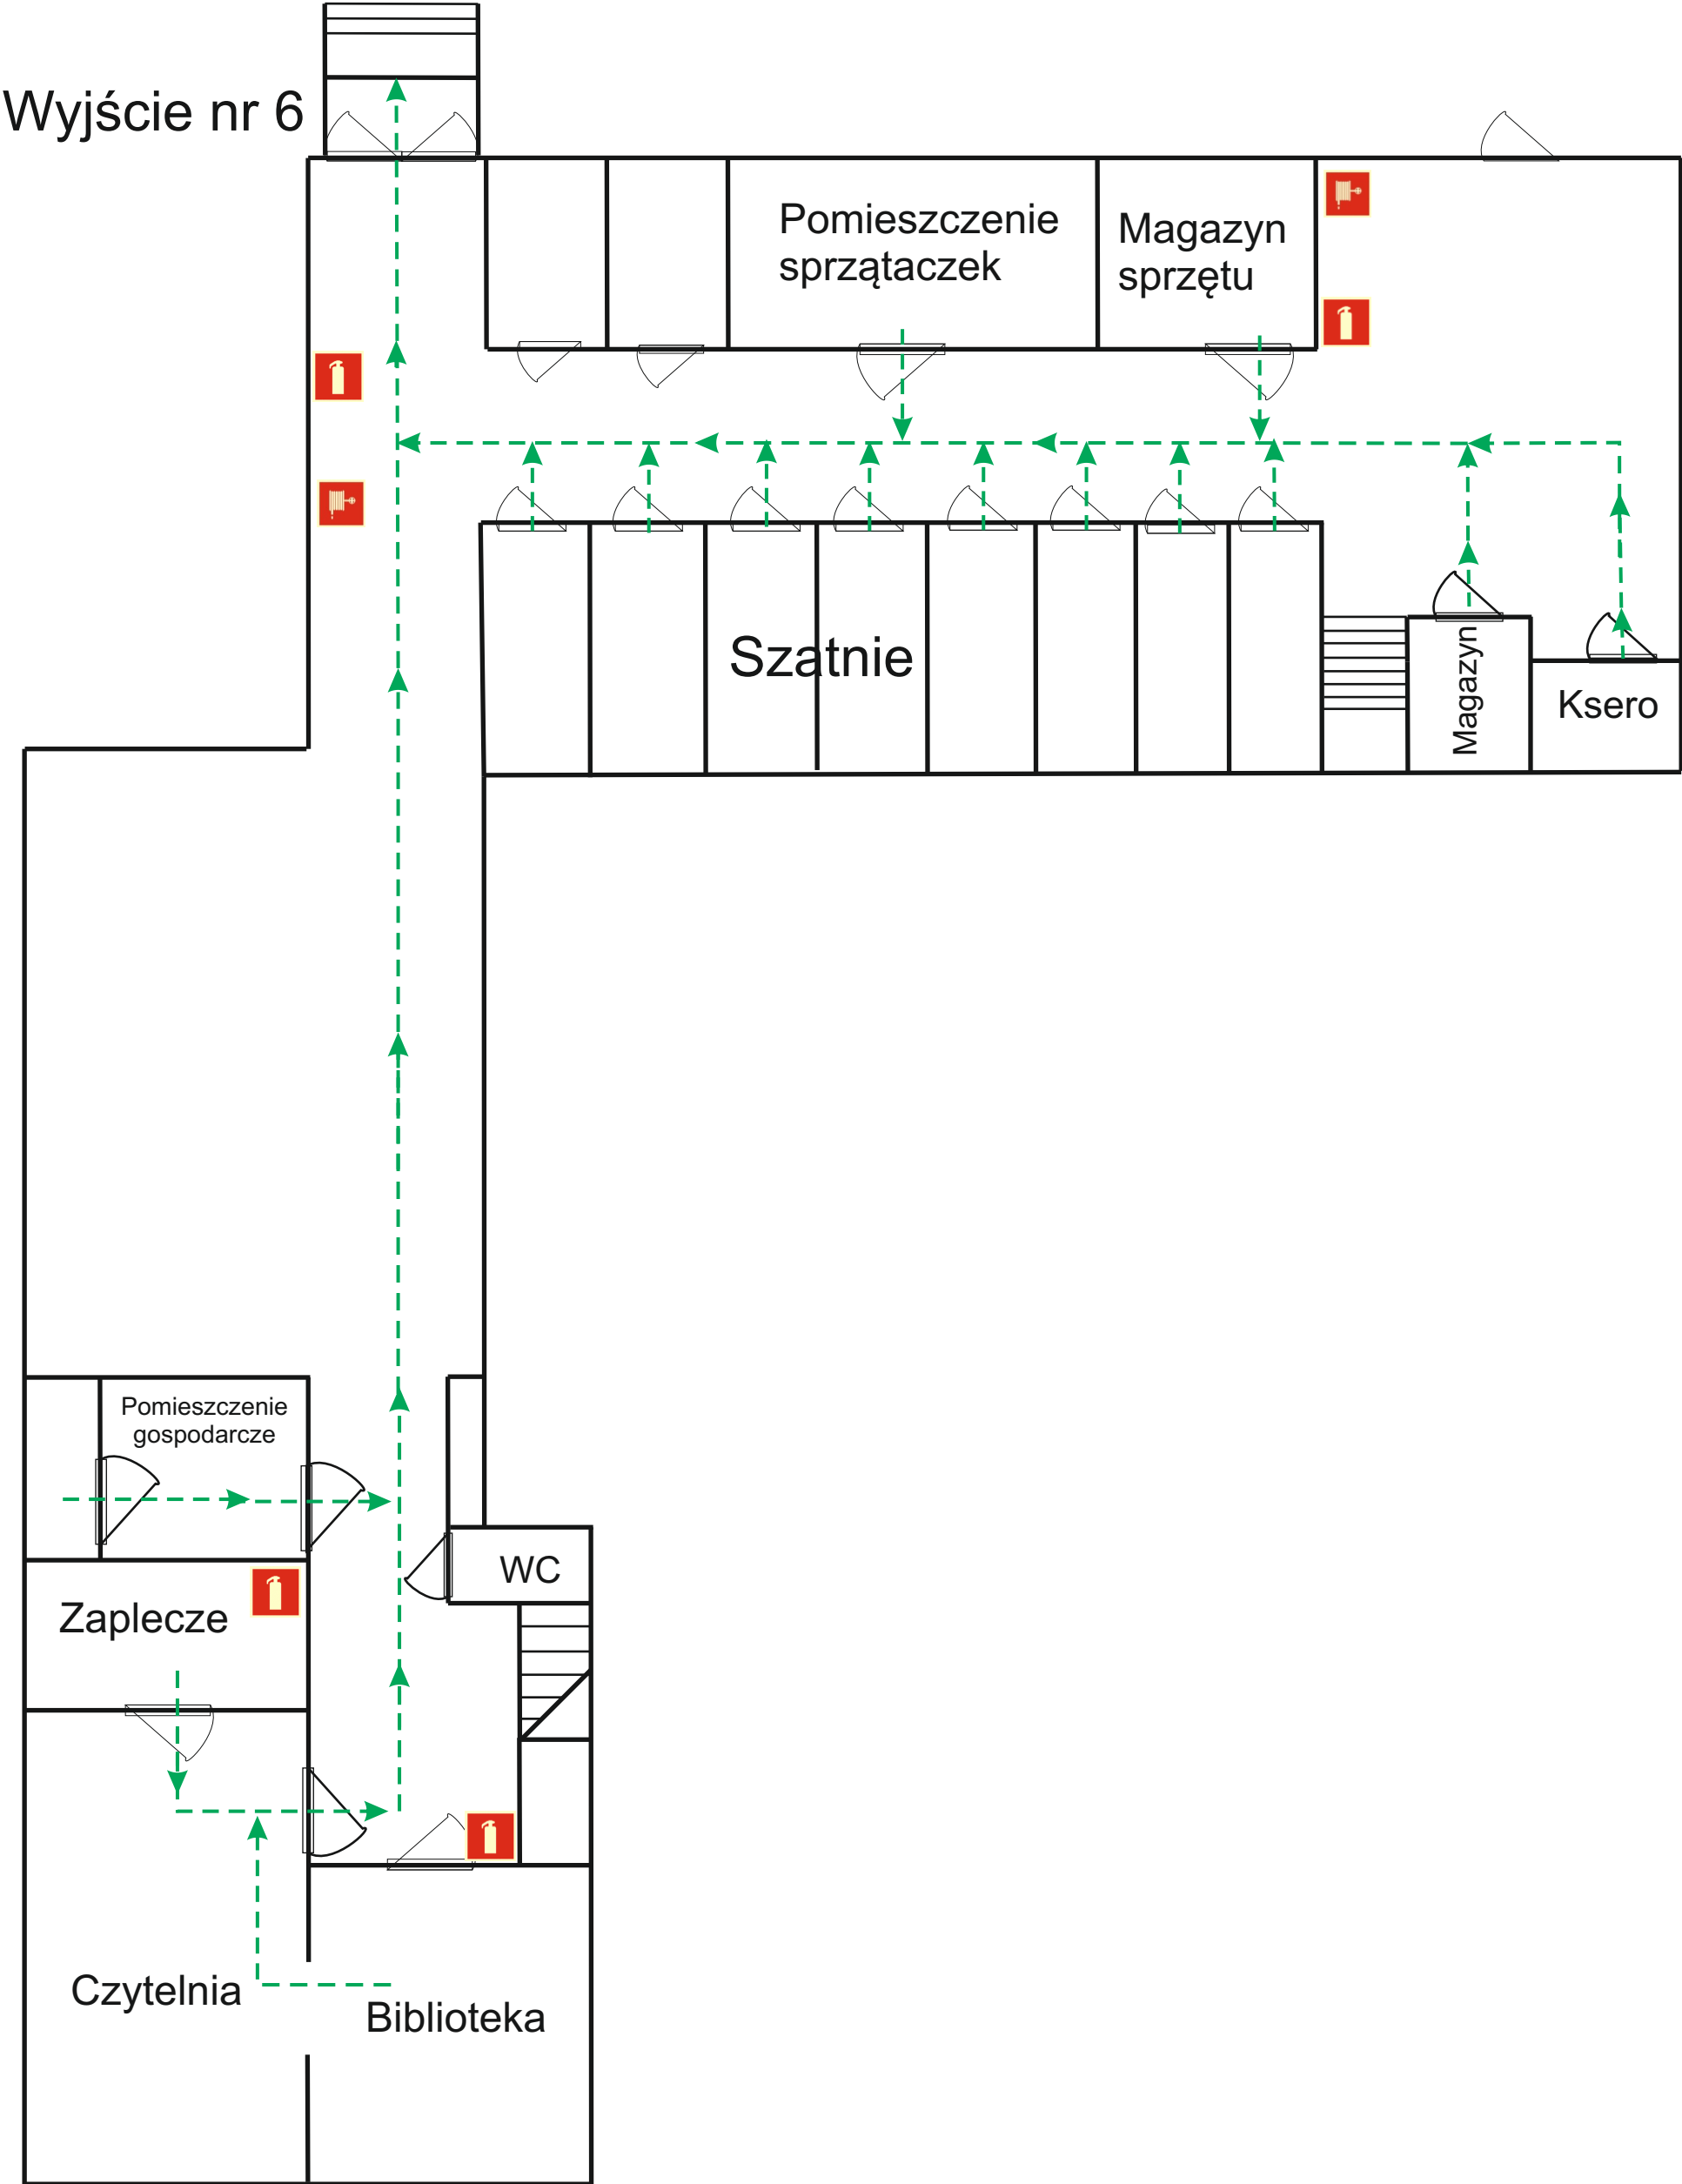 Wyjście nr 6
Pomieszczenie
sprzątaczek
Magazyn
sprzętu
Szatnie
Magazyn
Ksero
Pomieszczenie
gospodarcze
WC
Zaplecze
Czytelnia
Biblioteka